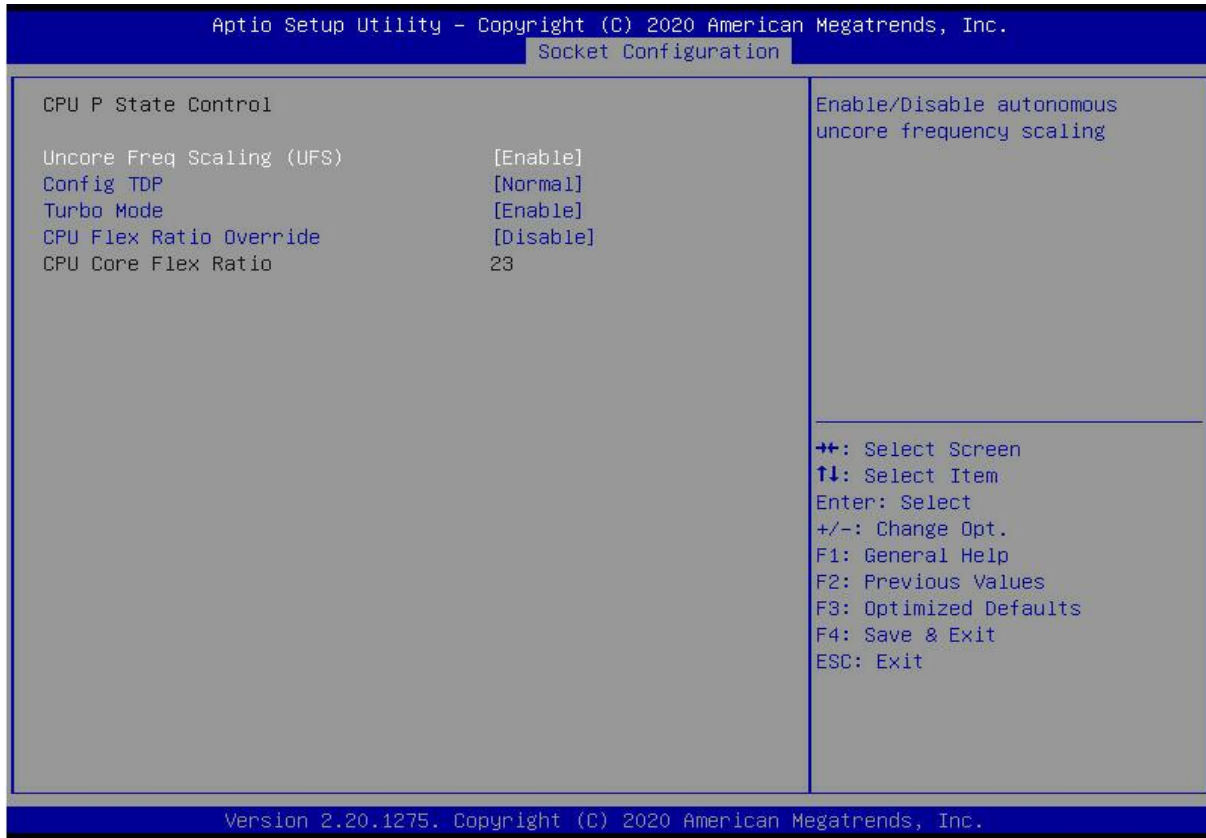 Aptio Setup Utility – Copyright (C) 2020 American Megatrends, Inc.
Socket Configuration
CPU P State Control
Uncore Freq Scaling (UFS) [Enable]
Config TDP [Normal]
Turbo Mode [Enable]
CPU Flex Ratio Override [Disable]
CPU Core Flex Ratio 23
Enable/Disable autonomous
uncore frequency scaling
→←: Select Screen
↑↓: Select Item
Enter: Select
+/-: Change Opt.
F1: General Help
F2: Previous Values
F3: Optimized Defaults
F4: Save & Exit
ESC: Exit
Version 2.20.1275. Copyright (C) 2020 American Megatrends, Inc.